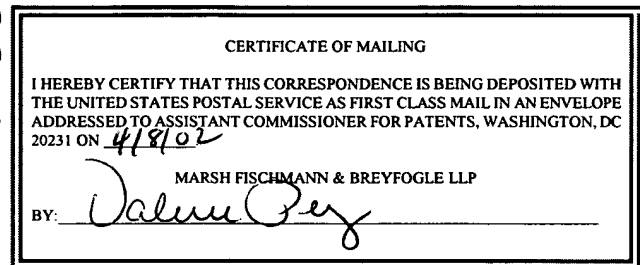 CERTIFICATE OF MAILING
I HEREBY CERTIFY THAT THIS CORRESPONDENCE IS BEING DEPOSITED WITH
THE UNITED STATES POSTAL SERVICE AS FIRST CLASS MAIL IN AN ENVELOPE
ADDRESSED TO ASSISTANT COMMISSIONER FOR PATENTS, WASHINGTON, DC
20231 ON 4/8/02
MARSH FISCHMANN & BREYFOGLE LLP
BY: